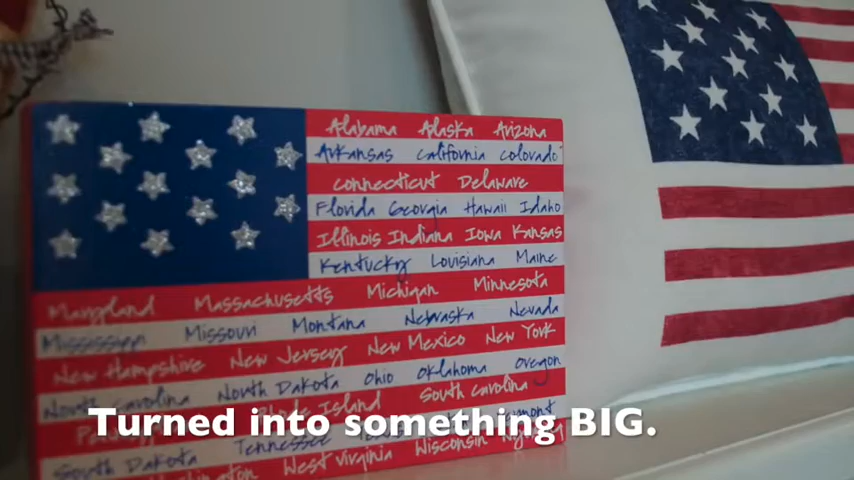 Alabama Alaska Arizona
Arkansas California Colorado
Connecticut Delaware
Florida Georgia Hawaii Idaho
Illinois Indiana Iowa Kansas
Kentucky Louisiana Maine
Maryland Massachusetts Michigan Minnesota
Mississippi Missouri Montana Nebraska Nevada
New Hampshire New Jersey New Mexico New York
North Carolina North Dakota Ohio Oklahoma Oregon
Island South Carolina
Turned into something BIG.
South Dakota Tennessee
West Virginia Wisconsin